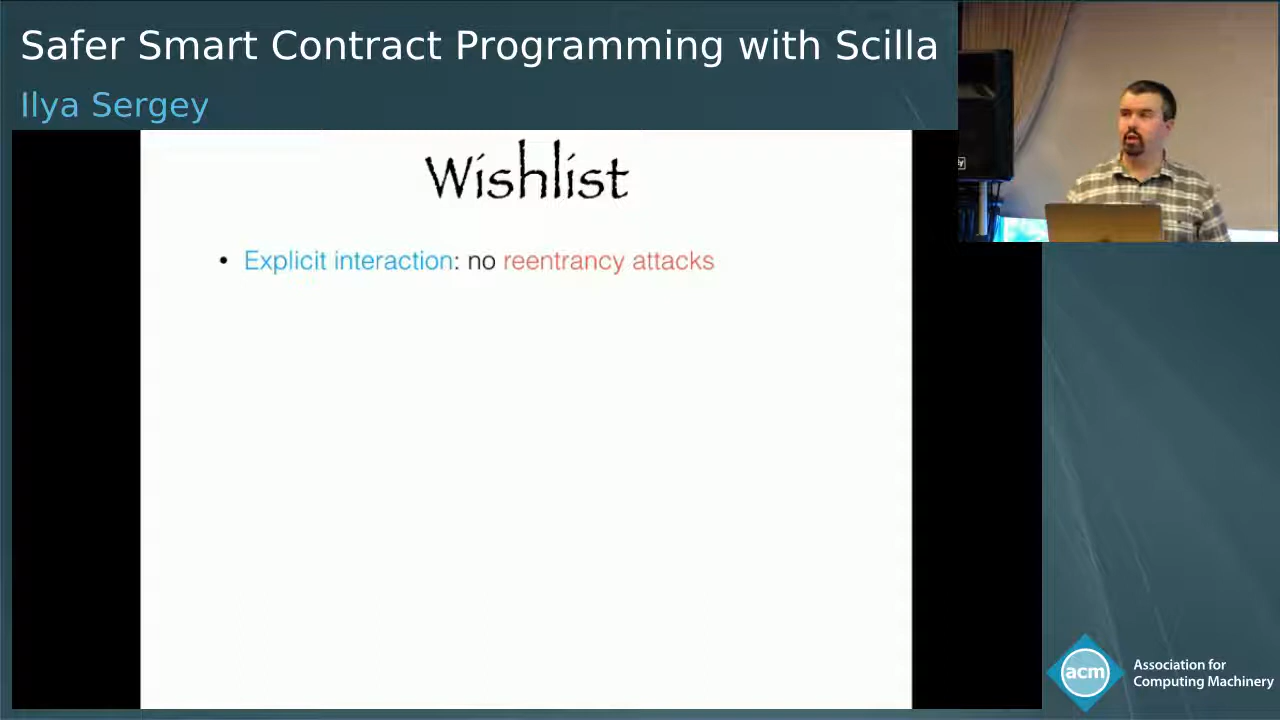 Safer Smart Contract Programming with Scilla
Ilya Sergey
Wishlist
• Explicit interaction: no reentrancy attacks
acm
Association for
Computing Machinery